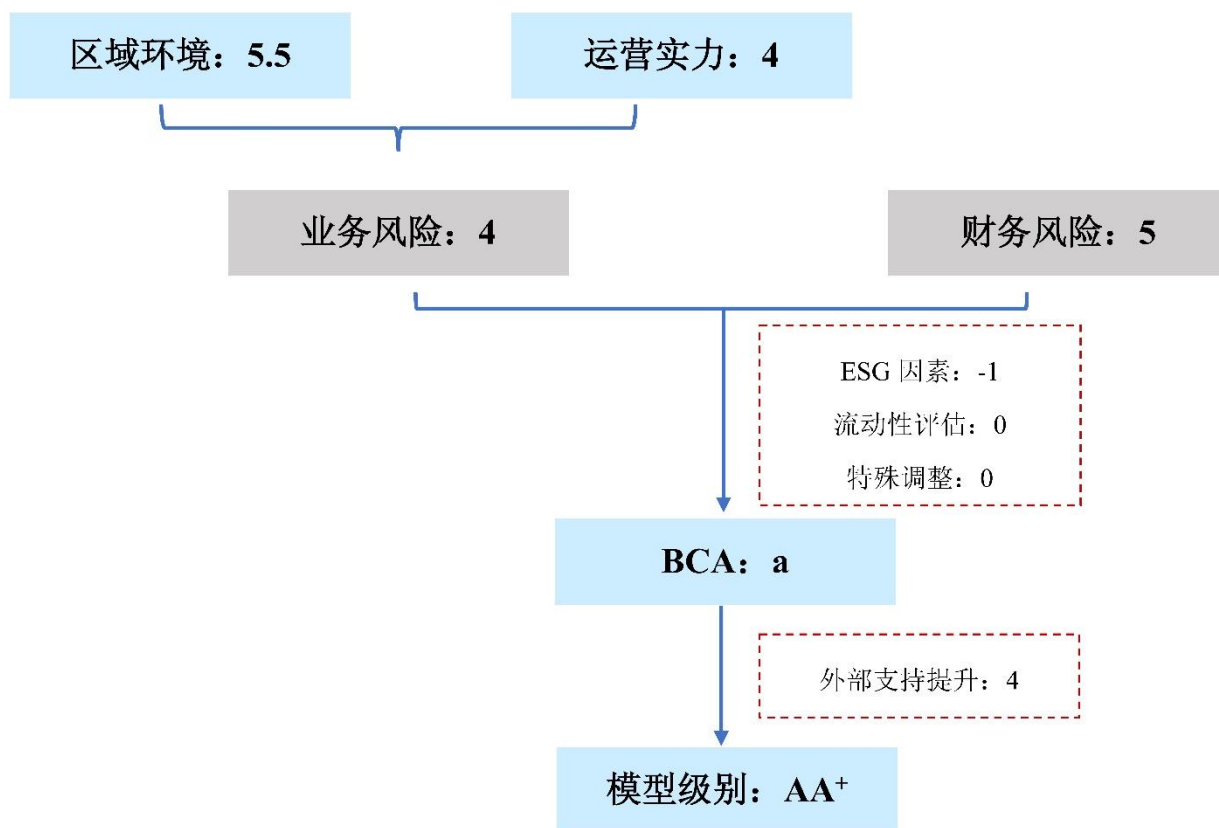 区域环境：5.5
运营实力：4
业务风险：4
财务风险：5
ESG 因素：-1
流动性评估：0
特殊调整：0
BCA：a
外部支持提升：4
模型级别：AA⁺